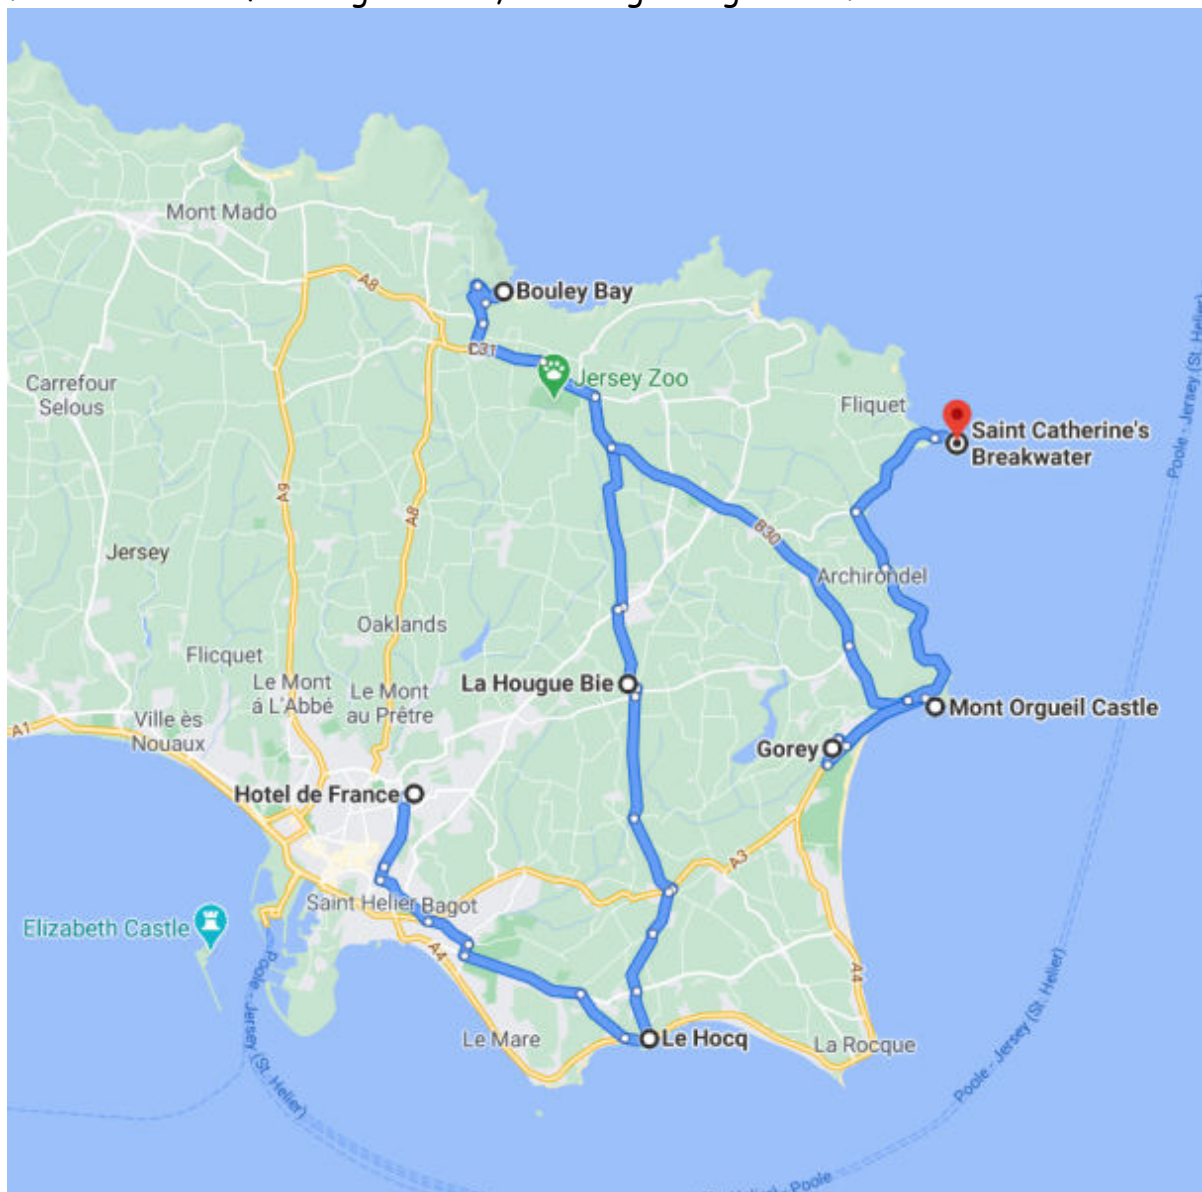 Mont Mado
A8
Bouley Bay
C31
Jersey Zoo
Carrefour
Selous
Fliquet
Saint Catherine's
Breakwater
Poole - Jersey (St. Helier)
A9
A8
B30
Jersey
Archirondel
Oaklands
Flicquet
Le Mont
á L'Abbé
Le Mont
au Prêtre
La Hougue Bie
Mont Orgueil Castle
A1
Ville ès
Nouaux
Gorey
Hotel de France
A3
Saint Helier
Bagot
Elizabeth Castle
A4
A4
Poole - Jersey (St. Helier)
Le Mare
Le Hocq
La Rocque
Poole - Jersey (St. Helier)
Poole